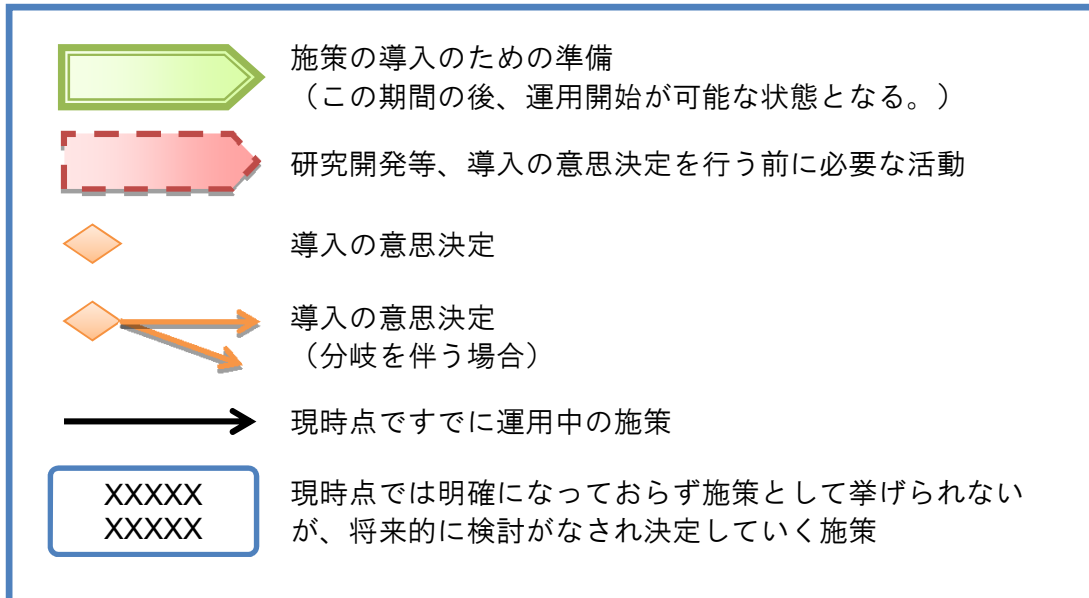 施策の導入のための準備
（この期間の後、運用開始が可能な状態となる。）
研究開発等、導入の意思決定を行う前に必要な活動
導入の意思決定
導入の意思決定
（分岐を伴う場合）
現時点ですでに運用中の施策
XXXXX
XXXXX
現時点では明確になっておらず施策として挙げられない
が、将来的に検討がなされ決定していく施策